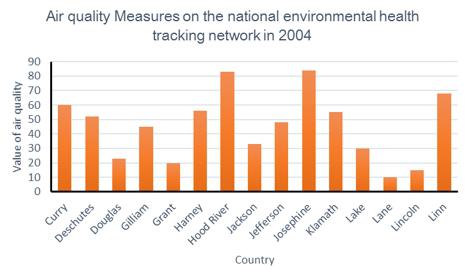 Air quality Measures on the national environmental health
tracking network in 2004
Value of air quality
90
80
70
60
50
40
30
20
10
0
Curry
Deschutes
Douglas
Gilliam
Grant
Harney
Hood River
Jackson
Jefferson
Josephine
Klamath
Lake
Lane
Lincoln
Linn
Country